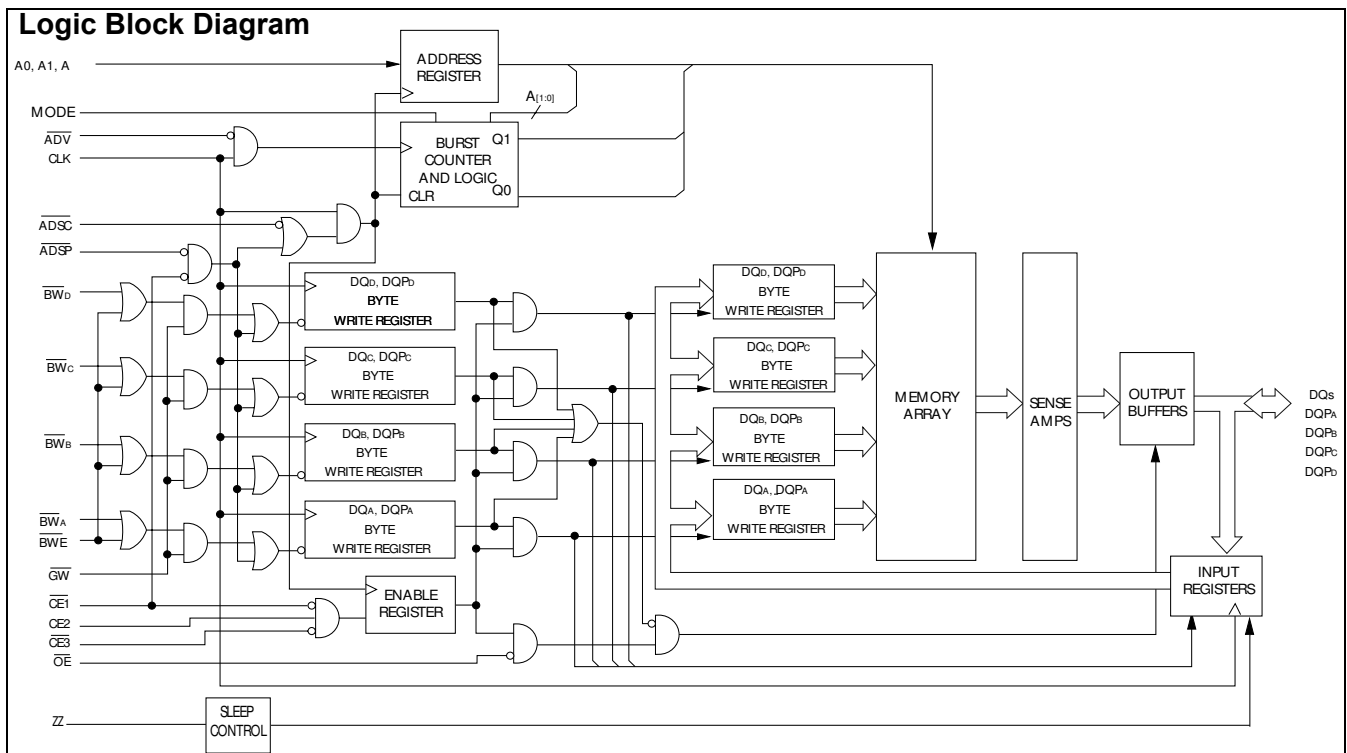 Logic Block Diagram
A0, A1, A
ADDRESS
REGISTER
MODE
A[1:0]
ADV
CLK
BURST
COUNTER
AND LOGIC
CLR
Q1
Q0
ADSC
ADSP
BWD
DQD, DQPD
BYTE
WRITE REGISTER
DQD, DQPD
BYTE
WRITE REGISTER
BWC
DQC, DQPC
BYTE
WRITE REGISTER
DQC, DQPC
BYTE
WRITE REGISTER
BWB
DQB, DQPB
BYTE
WRITE REGISTER
DQB, DQPB
BYTE
WRITE REGISTER
BWA
BWE
DQA, DQPA
BYTE
WRITE REGISTER
DQA, DQPA
BYTE
WRITE REGISTER
MEMORY
ARRAY
SENSE
AMPS
OUTPUT
BUFFERS
DQs
DQPA
DQPB
DQPC
DQPD
GW
CE1
CE2
CE3
OE
ENABLE
REGISTER
INPUT
REGISTERS
ZZ
SLEEP
CONTROL